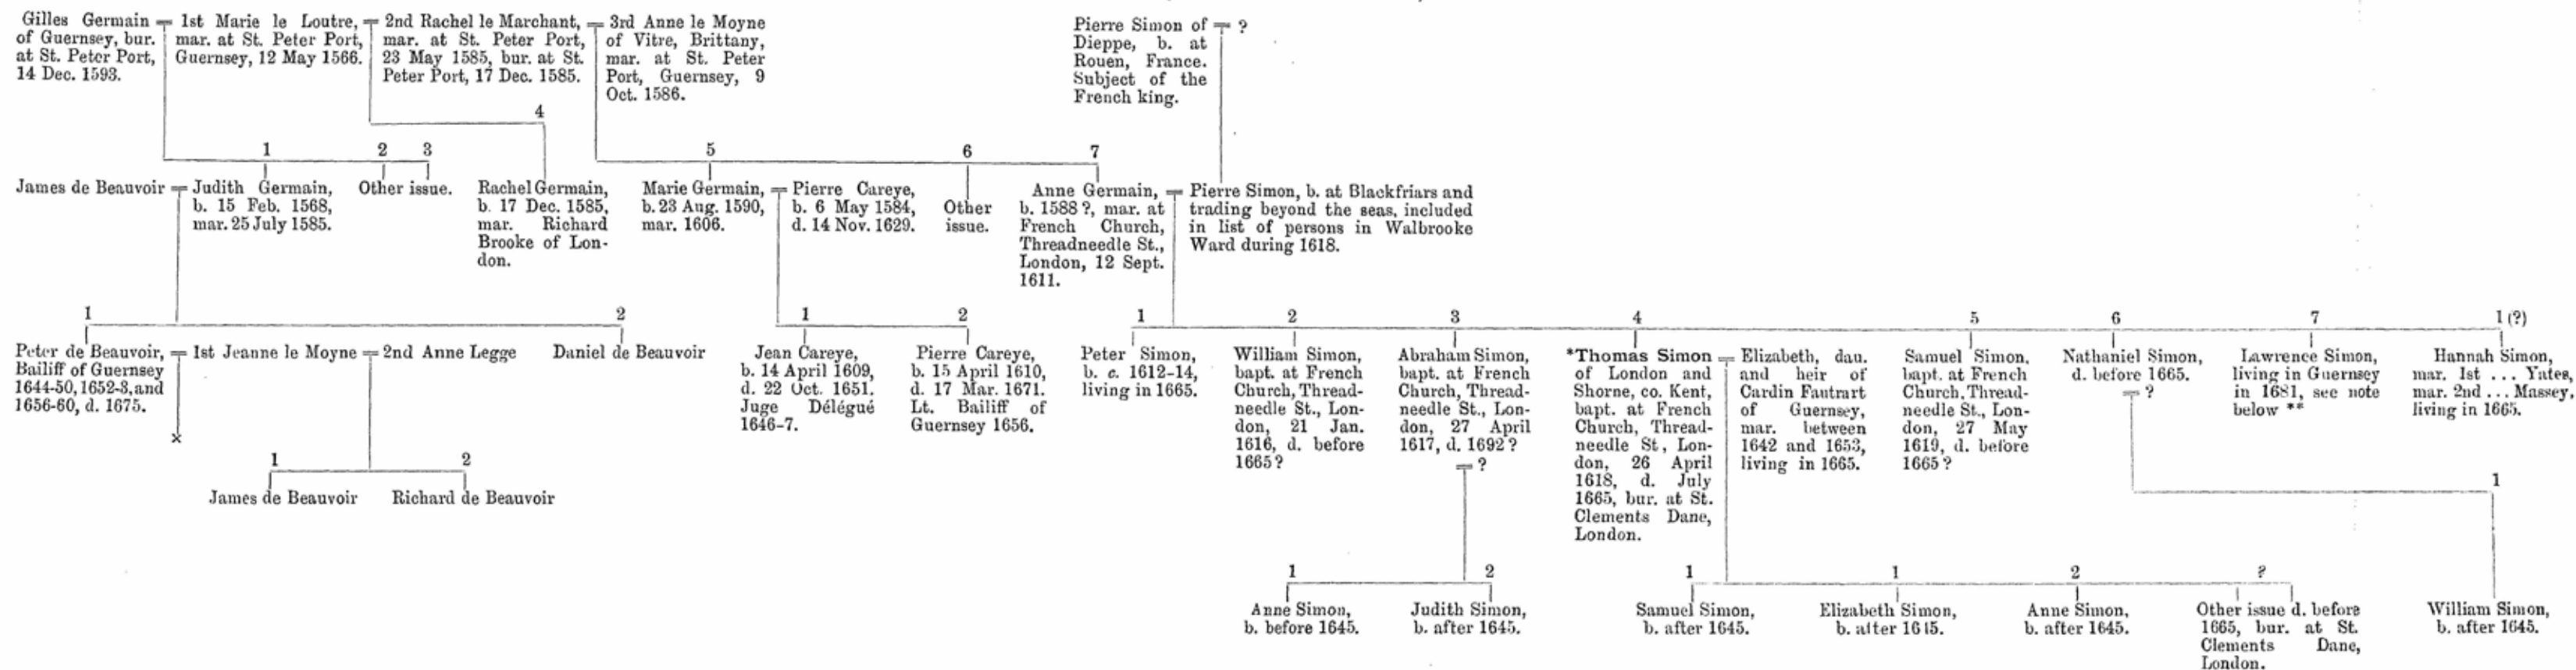 Gilles Germain
of Guernsey, bur.
at St. Peter Port,
14 Dec. 1593.
1st Marie le Loutre,
mar. at St. Peter Port,
Guernsey, 12 May 1566.
2nd Rachel le Marchant,
mar. at St. Peter Port,
23 May 1585, bur. at St.
Peter Port, 17 Dec. 1585.
3rd Anne le Moyne
of Vitre, Brittany,
mar. at St. Peter
Port, Guernsey, 9
Oct. 1586.
Pierre Simon of
Dieppe, b. at
Rouen, France.
Subject of the
French king.
?
4
1
2
3
5
6
7
James de Beauvoir
Judith Germain,
b. 15 Feb. 1568,
mar. 25 July 1585.
Other issue.
Rachel Germain,
b. 17 Dec. 1585,
mar. Richard
Brooke of Lon-
don.
Marie Germain,
b. 23 Aug. 1590,
mar. 1606.
Pierre Careye,
b. 6 May 1584,
d. 14 Nov. 1629.
Other
issue.
Anne Germain,
b. 1588?, mar. at
French Church,
Threadneedle St.,
London, 12 Sept.
1611.
Pierre Simon, b. at Blackfriars and
trading beyond the seas, included
in list of persons in Walbrooke
Ward during 1618.
1
2
1
2
1
2
3
4
5
6
7
1 (?)
Peter de Beauvoir,
Bailiff of Guernsey
1644-50, 1652-3, and
1656-60, d. 1675.
1st Jeanne le Moyne
2nd Anne Legge
Daniel de Beauvoir
Jean Careye,
b. 14 April 1609,
d. 22 Oct. 1651.
Juge Délégué
1646-7.
Pierre Careye,
b. 15 April 1610,
d. 17 Mar. 1671.
Lt. Bailiff of
Guernsey 1656.
Peter Simon,
b. c. 1612-14,
living in 1665.
William Simon,
bapt. at French
Church, Thread-
needle St., Lon-
don, 21 Jan.
1616, d. before
1665?
Abraham Simon,
bapt. at French
Church, Thread-
needle St., Lon-
don, 27 April
1617, d. 1692?
?
*Thomas Simon
of London and
Shorne, co. Kent,
bapt. at French
Church, Thread-
needle St, Lon-
don, 26 April
1618, d. July
1665, bur. at St.
Clements Dane,
London.
Elizabeth, dau.
and heir of
Cardin Fautrart
of Guernsey,
mar. between
1642 and 1653,
living in 1665.
Samuel Simon.
bapt. at French
Church, Thread-
needle St., Lon-
don, 27 May
1619, d. before
1665?
Nathaniel Simon,
d. before 1665.
?
Lawrence Simon,
living in Guernsey
in 1681, see note
below **
Hannah Simon,
mar. 1st ... Yates,
mar. 2nd ... Massey,
living in 1665.
x
1
2
James de Beauvoir
Richard de Beauvoir
1
1
2
1
1
2
?
Anne Simon,
b. before 1645.
Judith Simon,
b. after 1645.
Samuel Simon,
b. after 1645.
Elizabeth Simon,
b. after 1645.
Anne Simon,
b. after 1645.
Other issue d. before
1665, bur. at St.
Clements Dane,
London.
William Simon,
b. after 1645.